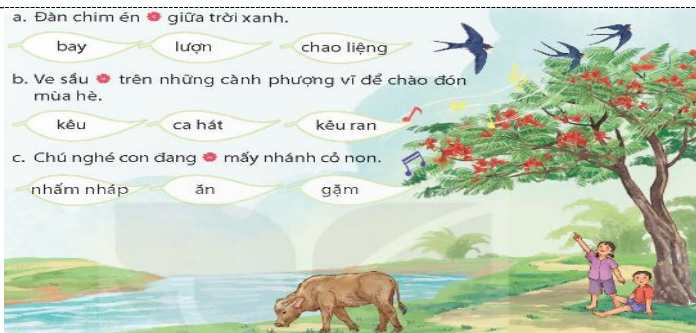 a. Đàn chim én ❁ giữa trời xanh.
bay lượn chao liệng
b. Ve sầu ❁ trên những cành phượng vĩ để chào đón
mùa hè.
kêu ca hát kêu ran
c. Chú nghé con đang ❁ mấy nhánh cỏ non.
nhấm nháp ăn gặm